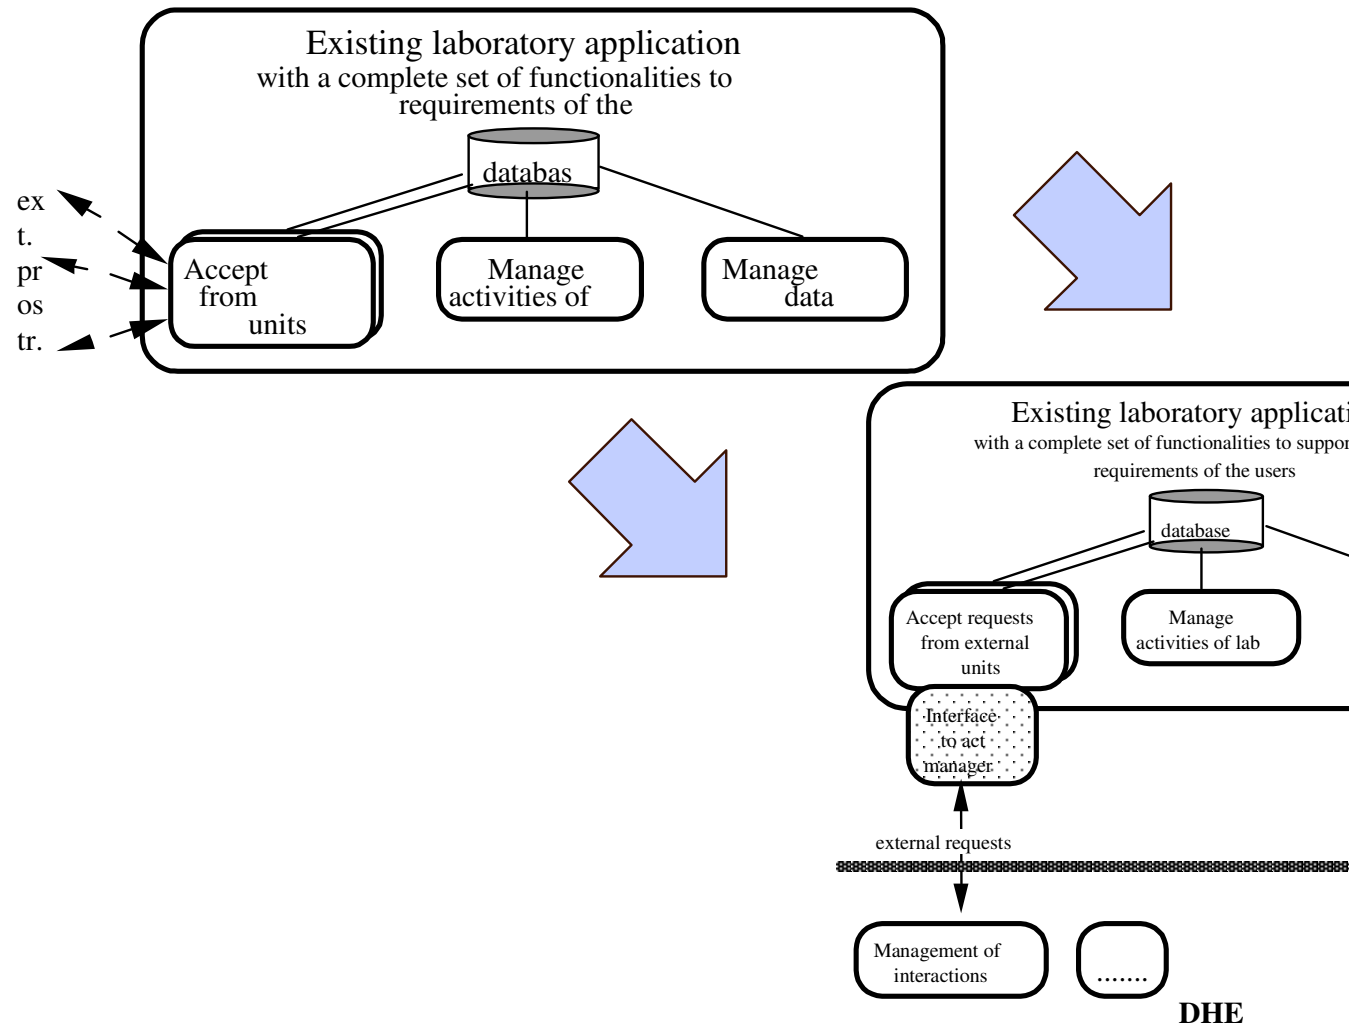 Existing laboratory application
with a complete set of functionalities to
requirements of the
databas
ex
t.
pr
os
tr.
Accept
from
units
Manage
activities of
Manage
data
Existing laboratory applicati
with a complete set of functionalities to suppor
requirements of the users
database
Accept requests
from external
units
Manage
activities of lab
Interface
to act
manager
external requests
Management of
interactions
.......
DHE